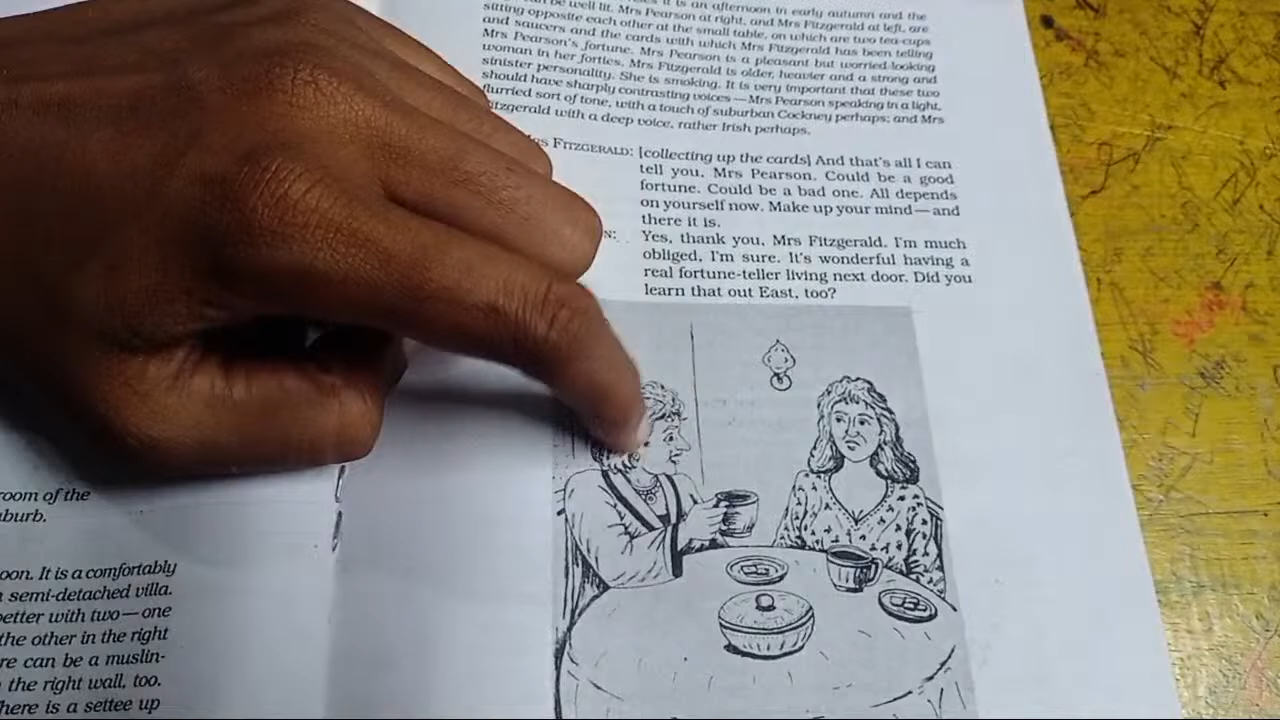 can be well lit. Mrs Pearson at right, and Mrs Fitzgerald at left, are
sitting opposite each other at the small table, on which are two tea-cups
and saucers and the cards with which Mrs Fitzgerald has been telling
Mrs Pearson's fortune. Mrs Pearson is a pleasant but worried-looking
woman in her forties. Mrs Fitzgerald is older, heavier and a strong and
sinister personality. She is smoking. It is very important that these two
should have sharply contrasting voices — Mrs Pearson speaking in a light,
flurried sort of tone, with a touch of suburban Cockney perhaps; and Mrs
Fitzgerald with a deep voice, rather Irish perhaps.
FITZGERALD: [collecting up the cards] And that's all I can
tell you, Mrs Pearson. Could be a good
fortune. Could be a bad one. All depends
on yourself now. Make up your mind — and
there it is.
N: Yes, thank you, Mrs Fitzgerald. I'm much
obliged, I'm sure. It's wonderful having a
real fortune-teller living next door. Did you
learn that out East, too?
room of the
uburb.
oon. It is a comfortably
semi-detached villa.
better with two — one
the other in the right
re can be a muslin-
the right wall, too.
here is a settee up